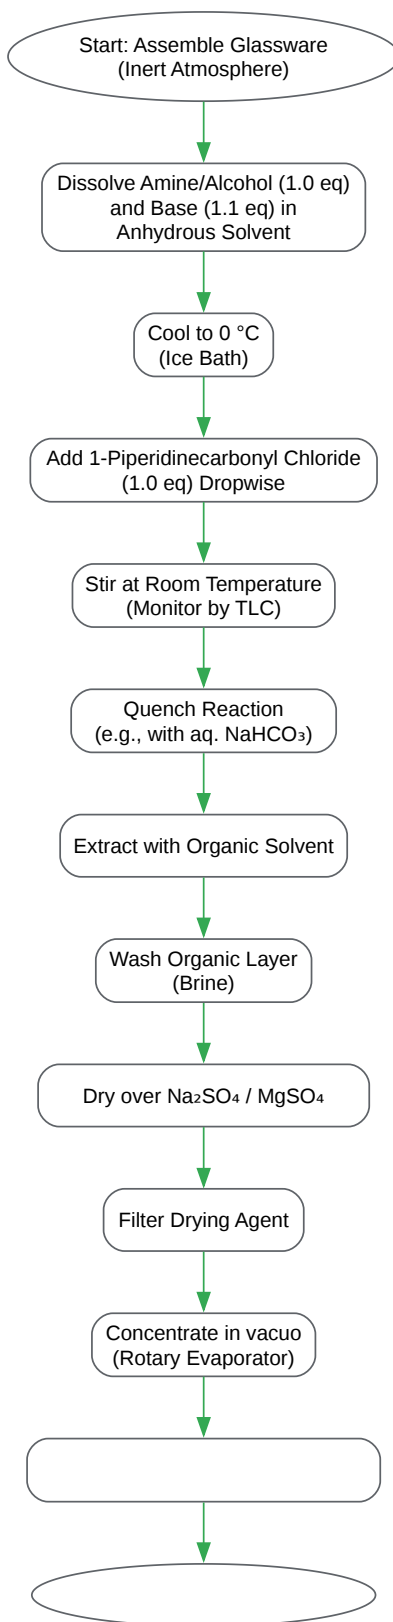 Start: Assemble Glassware
(Inert Atmosphere)
Dissolve Amine/Alcohol (1.0 eq)
and Base (1.1 eq) in
Anhydrous Solvent
Cool to 0 °C
(Ice Bath)
Add 1-Piperidinecarbonyl Chloride
(1.0 eq) Dropwise
Stir at Room Temperature
(Monitor by TLC)
Quench Reaction
(e.g., with aq. NaHCO₃)
Extract with Organic Solvent
Wash Organic Layer
(Brine)
Dry over Na₂SO₄ / MgSO₄
Filter Drying Agent
Concentrate in vacuo
(Rotary Evaporator)